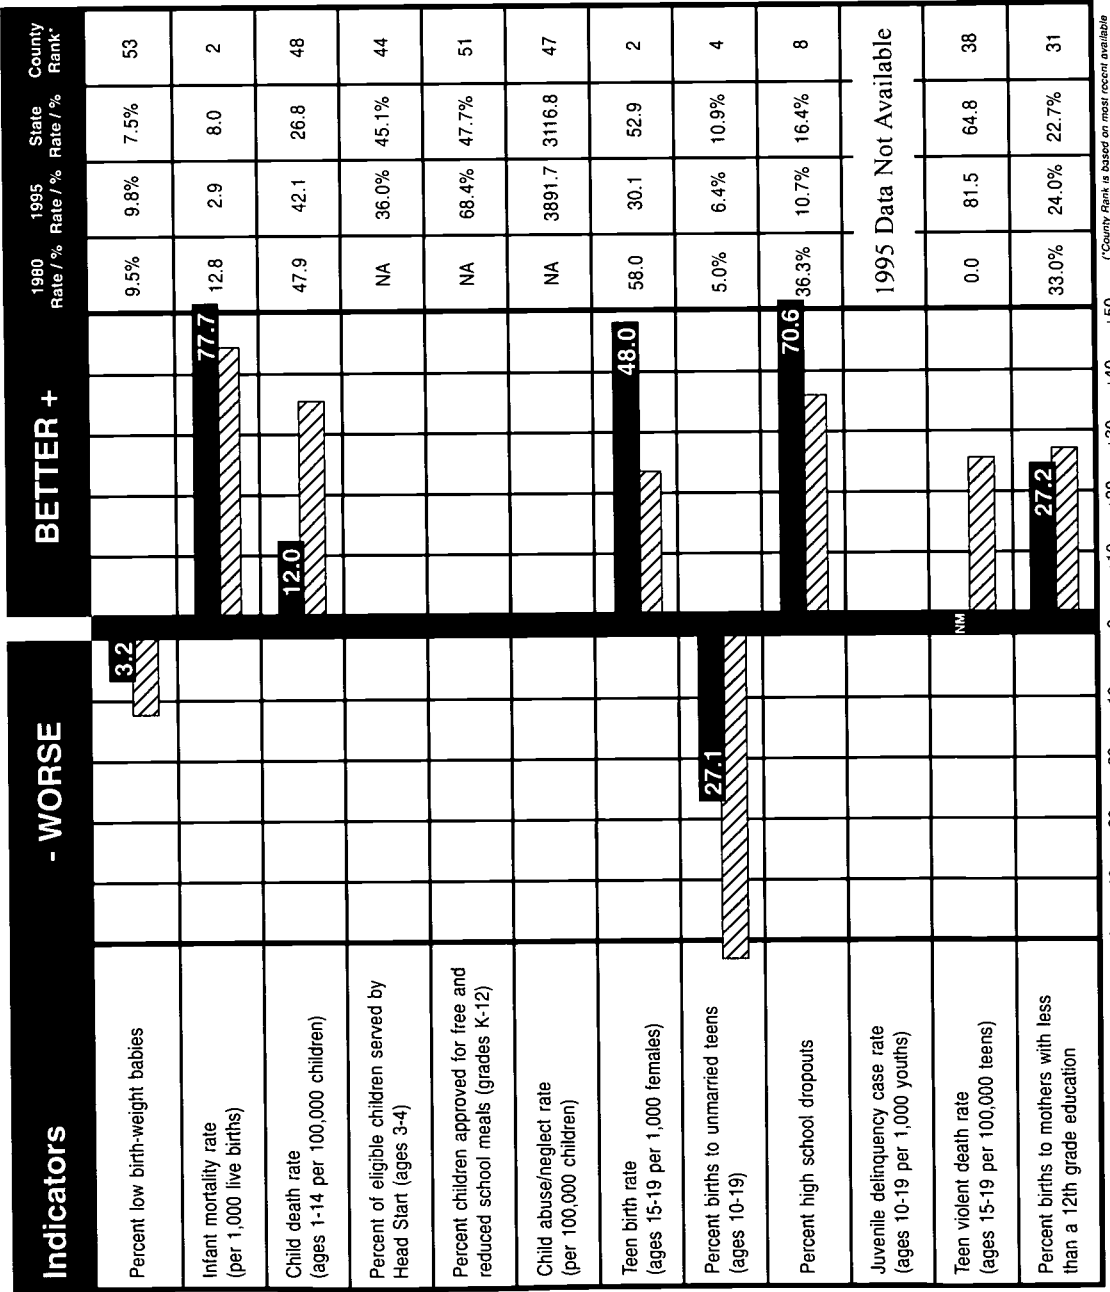 Indicators
- WORSE
BETTER +
1980
Rate / %
1995
Rate / %
State
Rate / %
County
Rank*
Percent low birth-weight babies
3.2
9.5%
9.8%
7.5%
53
Infant mortality rate
(per 1,000 live births)
77.7
12.8
2.9
8.0
2
Child death rate
(ages 1-14 per 100,000 children)
12.0
47.9
42.1
26.8
48
Percent of eligible children served by
Head Start (ages 3-4)
NA
36.0%
45.1%
44
Percent children approved for free and
reduced school meals (grades K-12)
NA
68.4%
47.7%
51
Child abuse/neglect rate
(per 100,000 children)
NA
3891.7
3116.8
47
Teen birth rate
(ages 15-19 per 1,000 females)
48.0
58.0
30.1
52.9
2
Percent births to unmarried teens
(ages 10-19)
27.1
5.0%
6.4%
10.9%
4
Percent high school dropouts
70.6
36.3%
10.7%
16.4%
8
Juvenile delinquency case rate
(ages 10-19 per 1,000 youths)
1995 Data Not Available
Teen violent death rate
(ages 15-19 per 100,000 teens)
NM
0.0
81.5
64.8
38
Percent births to mothers with less
than a 12th grade education
27.2
33.0%
24.0%
22.7%
31
(*County Rank is based on most recent available